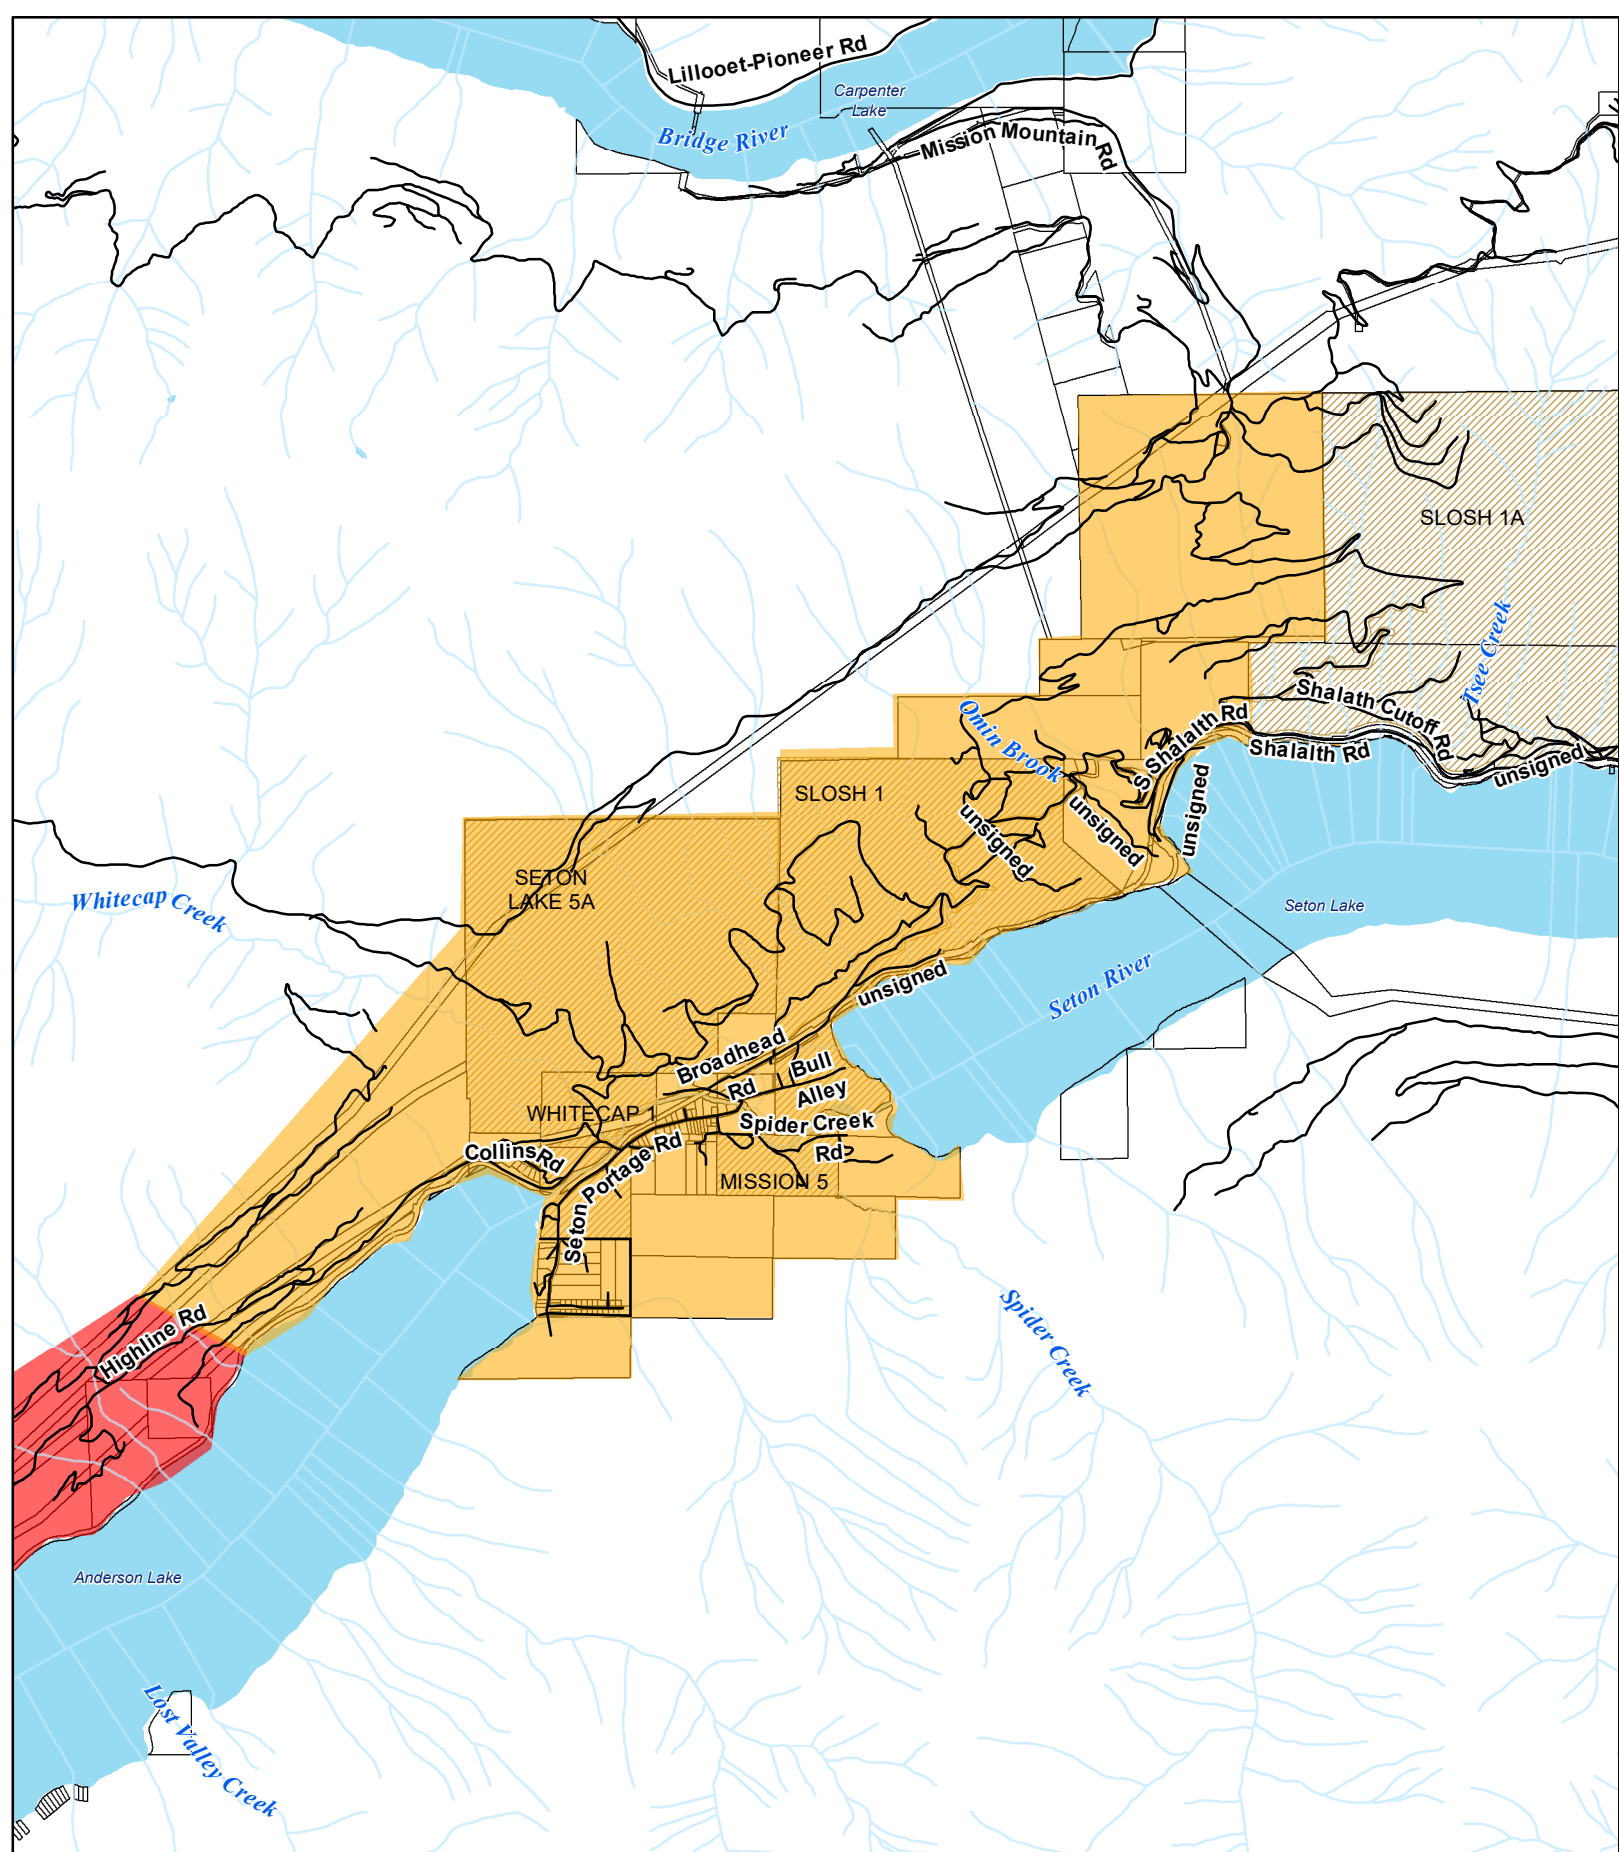 Lillooet-Pioneer Rd
Carpenter
Lake
Bridge River
Mission Mountain Rd
SLOSH 1A
Tsee Creek
Shalath Cutoff Rd
Omin Brook
S Shalalth Rd
Shalalth Rd
unsigned
unsigned
SLOSH 1
unsigned
unsigned
SETON
LAKE 5A
Whitecap Creek
Seton Lake
unsigned
Seton River
Broadhead
Rd
Bull
Alley
WHITECAP 1
Spider Creek
Rd
Collins Rd
Seton Portage Rd
MISSION 5
Highline Rd
Spider Creek
Anderson Lake
Lost Valley Creek